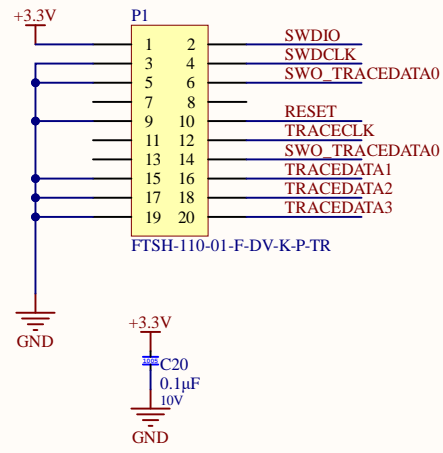 +3.3V
P1
1 2 SWDIO
3 4 SWDCLK
5 6 SWO_TRACEDATA0
7 8
9 10 RESET
11 12 TRACECLK
13 14 SWO_TRACEDATA0
15 16 TRACEDATA1
17 18 TRACEDATA2
19 20 TRACEDATA3
FTSH-110-01-F-DV-K-P-TR
GND
+3.3V
C20
0.1µF
10V
GND